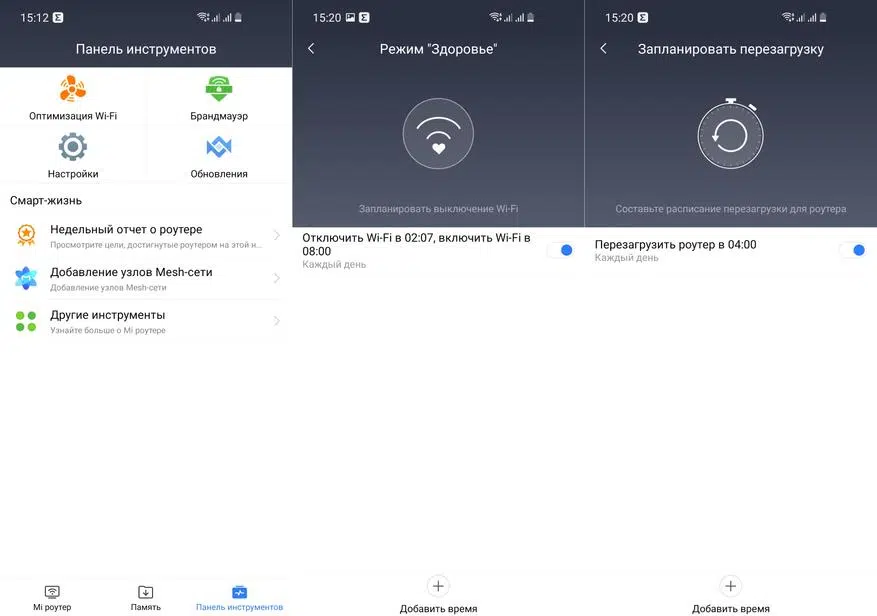 15:12
Панель инструментов
Оптимизация Wi-Fi
Брандмауэр
Настройки
Обновления
Смарт-жизнь
Недельный отчет о роутере
Просмотрите цели, достигнутые роутером на этой н...
Добавление узлов Mesh-сети
Добавление узлов Mesh-сети
Другие инструменты
Узнайте больше о Mi роутере
Mi роутер
Память
Панель инструментов
15:20
Режим "Здоровье"
Запланировать выключение Wi-Fi
Отключить Wi-Fi в 02:07, включить Wi-Fi в
08:00
Каждый день
Добавить время
15:20
Запланировать перезагрузку
Составьте расписание перезагрузки для роутера
Перезагрузить роутер в 04:00
Каждый день
Добавить время